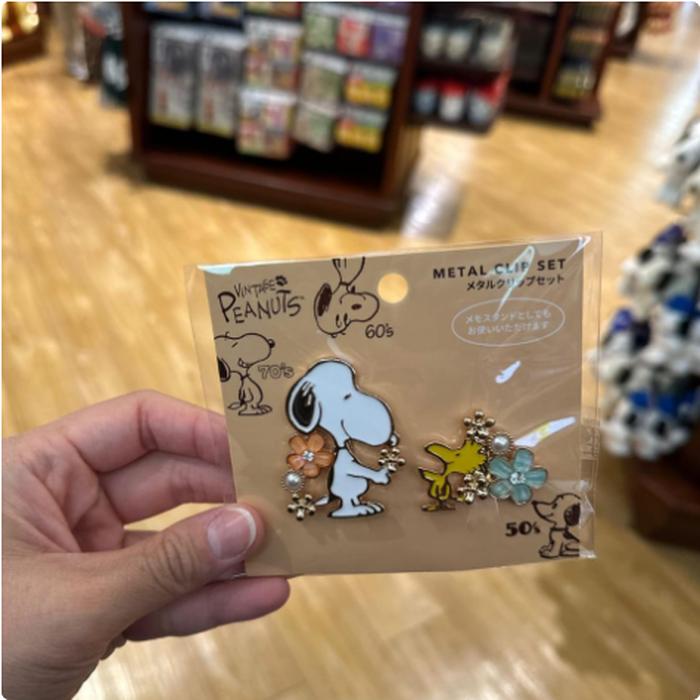 VINTAGE
PEANUTS
60's
70's
METAL CLIP SET
メタルクリップセット
メモスタンドとしても
お使いいただけます
50's